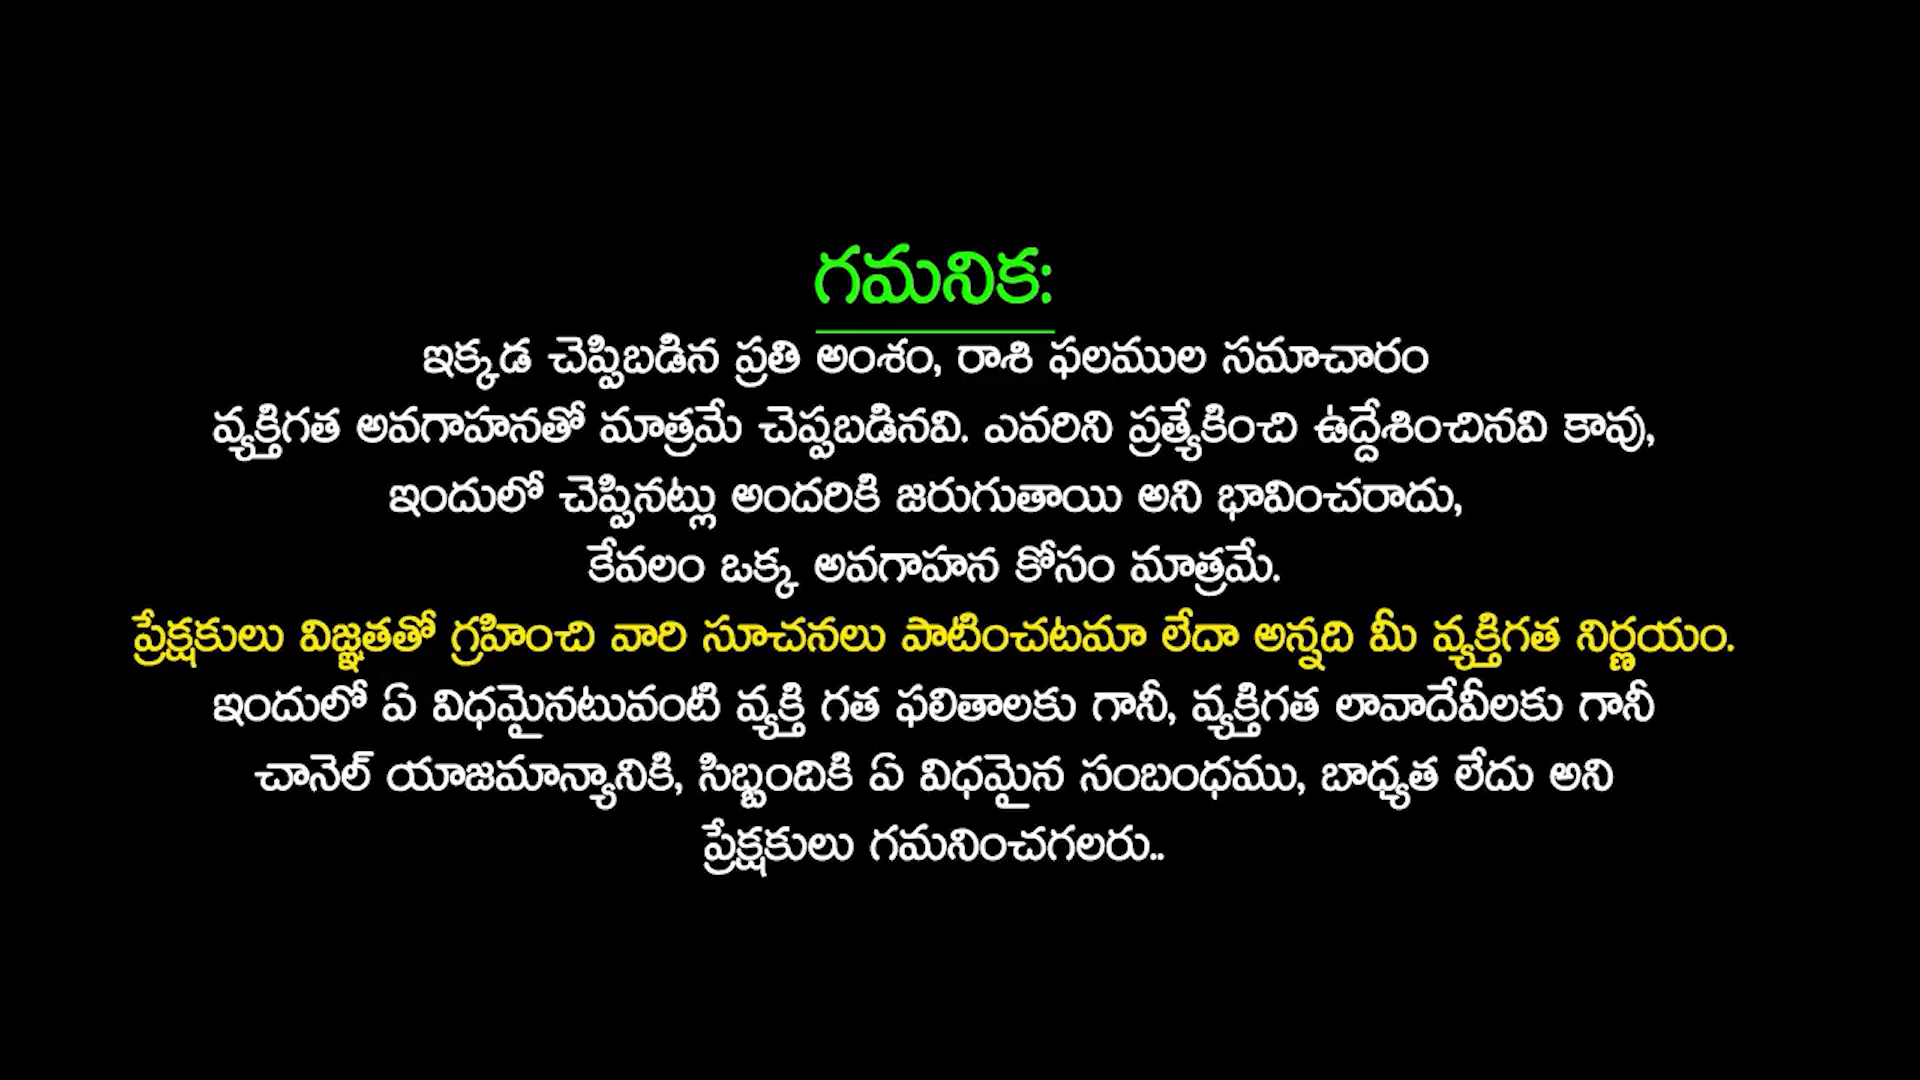 గమనిక:
ఇక్కడ చెప్పిబడిన ప్రతి అంశం, రాశి ఫలముల సమాచారం
వ్యక్తిగత అవగాహనతో మాత్రమే చెప్పబడినవి. ఎవరిని ప్రత్యేకించి ఉద్దేశించినవి కావు,
ఇందులో చెప్పినట్లు అందరికి జరుగుతాయి అని భావించరాదు,
కేవలం ఒక్క అవగాహన కోసం మాత్రమే.
ప్రేక్షకులు విజ్ఞతతో గ్రహించి వారి సూచనలు పాటించటమా లేదా అన్నది మీ వ్యక్తిగత నిర్ణయం.
ఇందులో ఏ విధమైనటువంటి వ్యక్తి గత ఫలితాలకు గానీ, వ్యక్తిగత లావాదేవీలకు గానీ
చానెల్ యాజమాన్యానికి, సిబ్బందికి ఏ విధమైన సంబంధము, బాధ్యత లేదు అని
ప్రేక్షకులు గమనించగలరు..